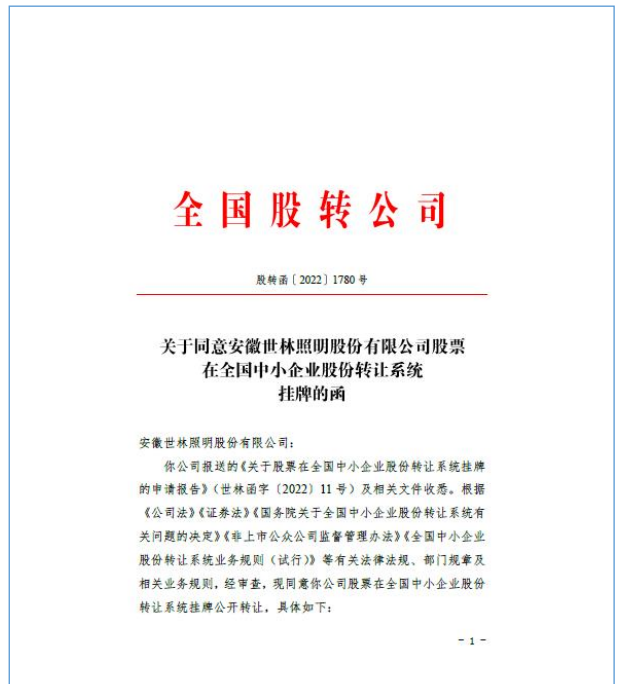 全国股转公司
股转函〔2022〕1780号
关于同意安徽世林照明股份有限公司股票
在全国中小企业股份转让系统
挂牌的函
安徽世林照明股份有限公司：
你公司报送的《关于股票在全国中小企业股份转让系统挂牌
的申请报告》（世林函字〔2022〕11号）及相关文件收悉。根据
《公司法》《证券法》《国务院关于全国中小企业股份转让系统有
关问题的决定》《非上市公众公司监督管理办法》《全国中小企业
股份转让系统业务规则（试行）》等有关法律法规、部门规章及
相关业务规则，经审查，现同意你公司股票在全国中小企业股份
转让系统挂牌公开转让。具体如下：
- 1 -